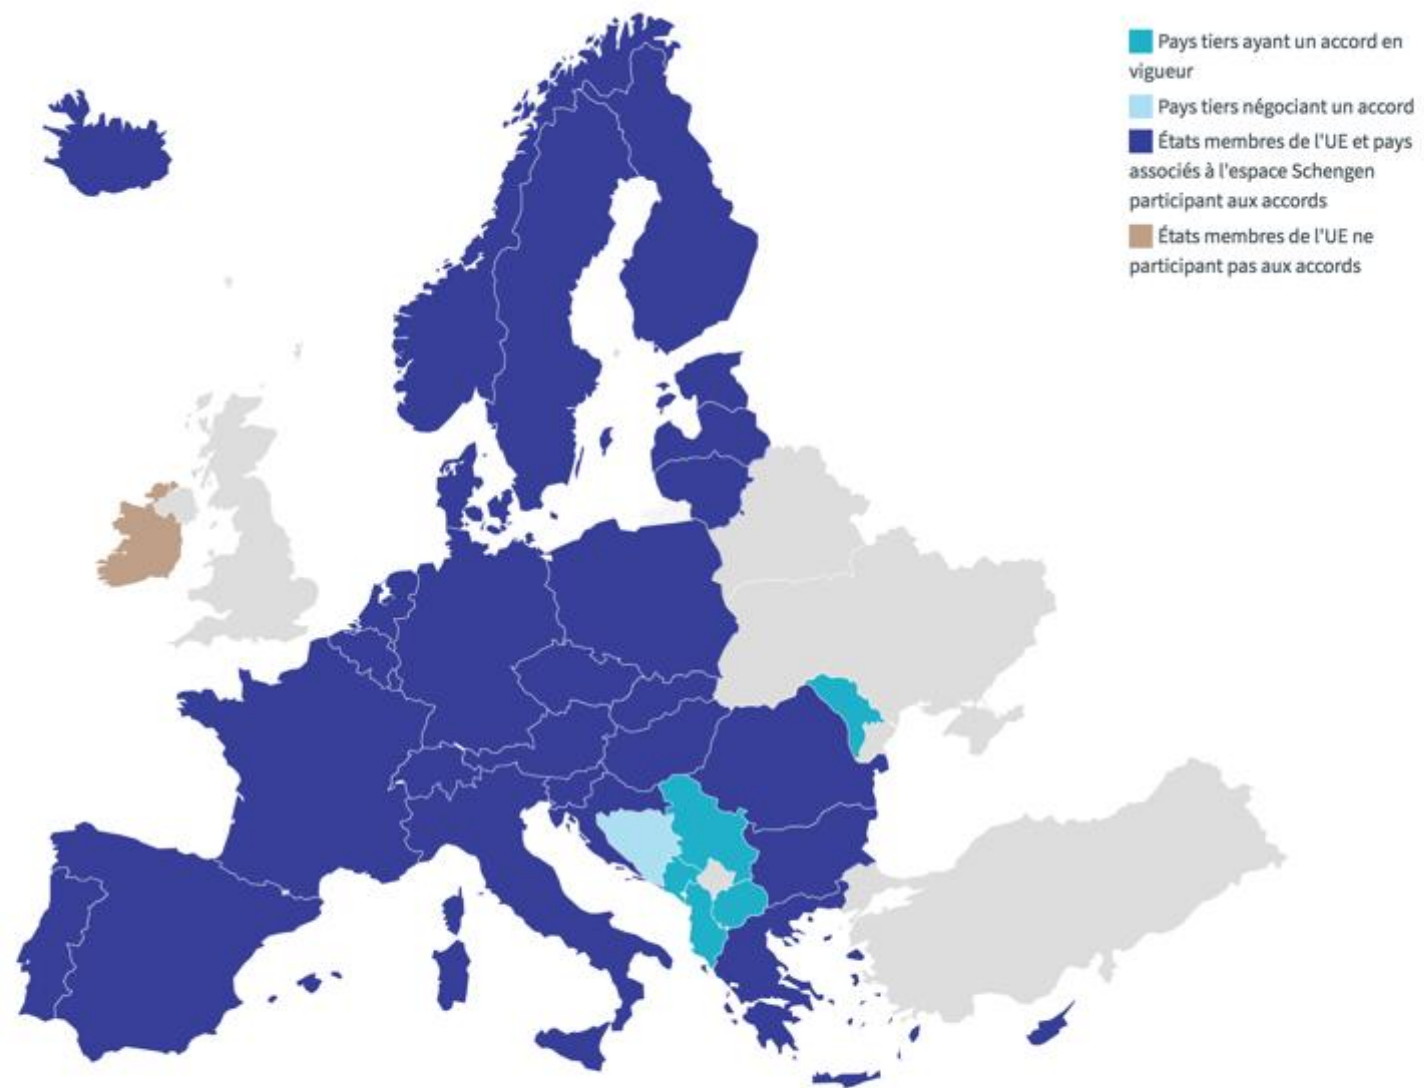 Pays tiers ayant un accord en
vigueur
Pays tiers négociant un accord
États membres de l'UE et pays
associés à l'espace Schengen
participant aux accords
États membres de l'UE ne
participant pas aux accords